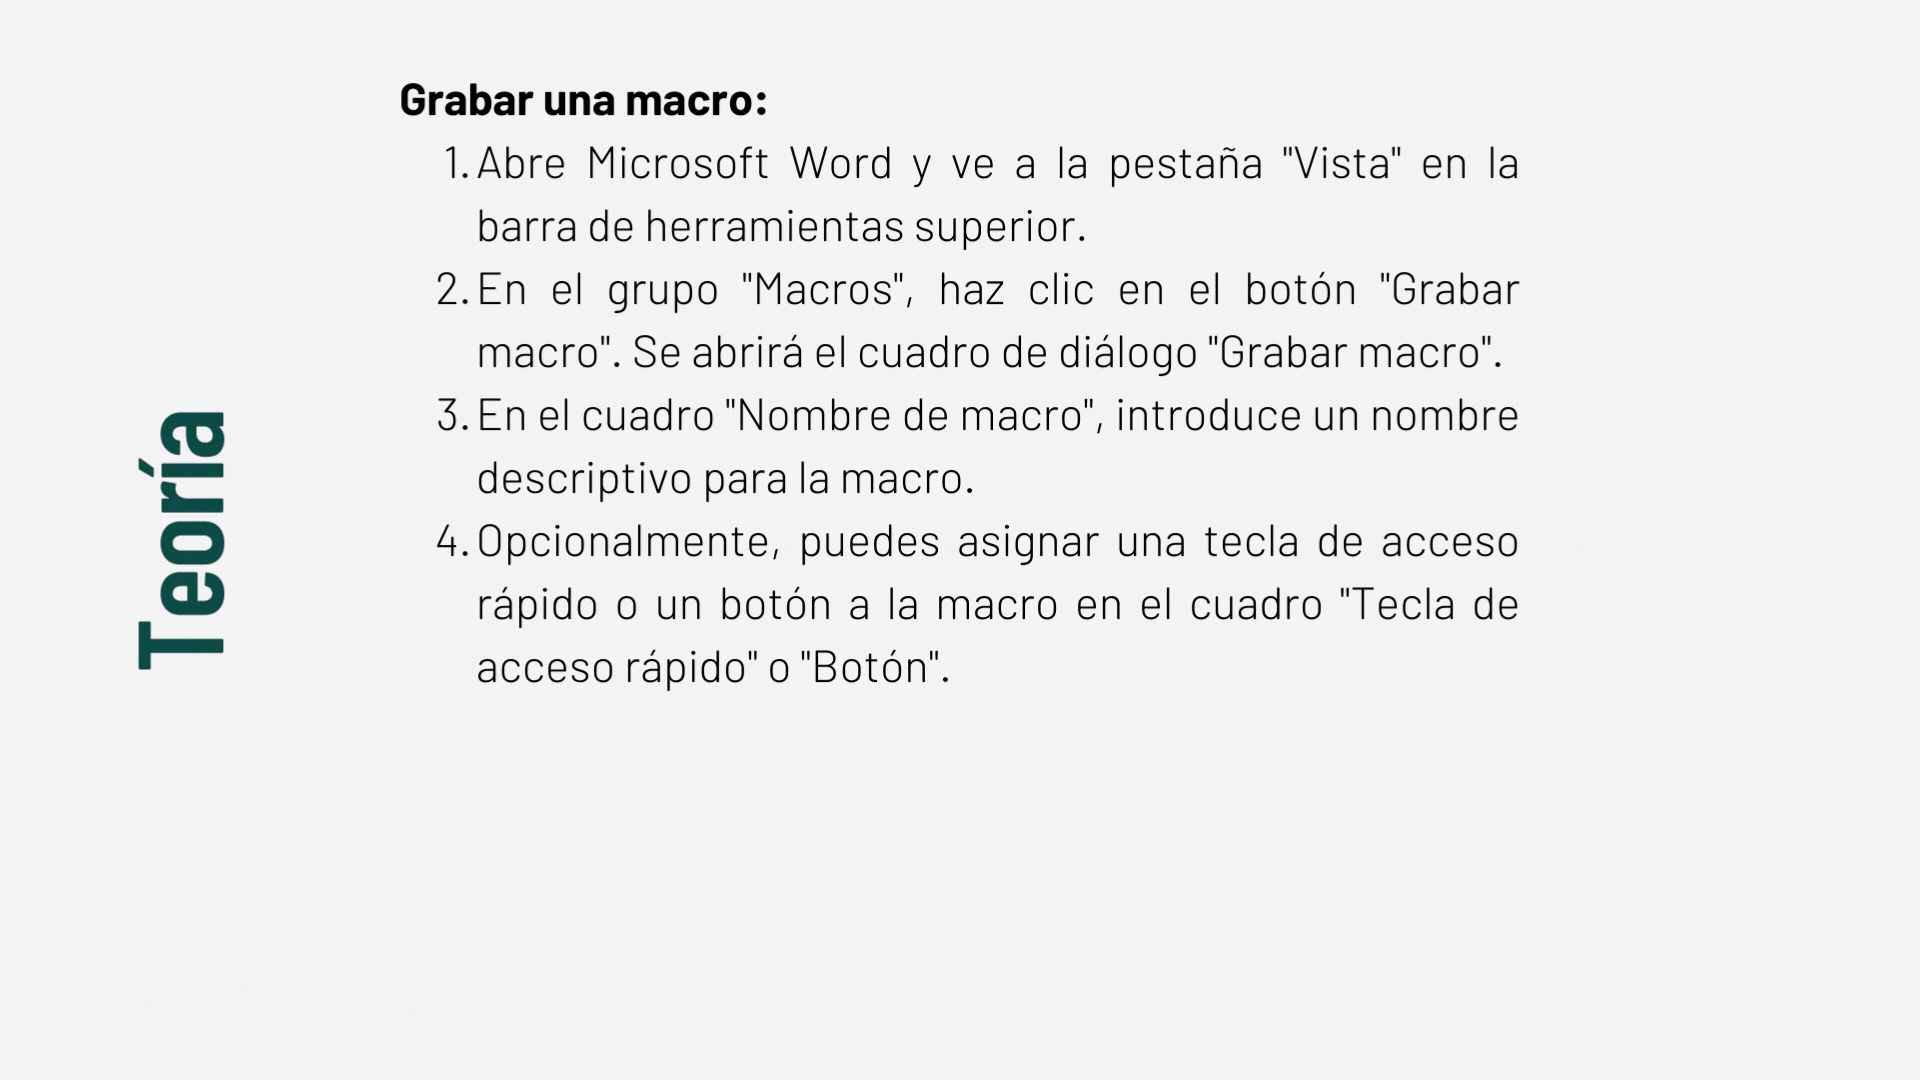 Teoría
Grabar una macro:
1. Abre Microsoft Word y ve a la pestaña "Vista" en la
barra de herramientas superior.
2. En el grupo "Macros", haz clic en el botón "Grabar
macro". Se abrirá el cuadro de diálogo "Grabar macro".
3. En el cuadro "Nombre de macro", introduce un nombre
descriptivo para la macro.
4. Opcionalmente, puedes asignar una tecla de acceso
rápido o un botón a la macro en el cuadro "Tecla de
acceso rápido" o "Botón".